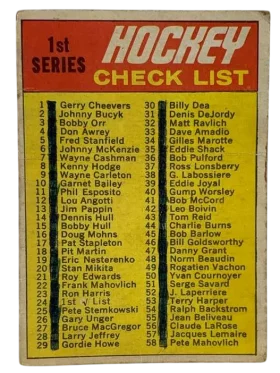 1st
SERIES
HOCKEY
CHECK LIST
1 Gerry Cheevers
2 Johnny Bucyk
3 Bobby Orr
4 Don Awrey
5 Fred Stanfield
6 Johnny McKenzie
7 Wayne Cashman
8 Kenny Hodge
9 Wayne Carleton
10 Garnet Bailey
11 Phil Esposito
12 Lou Angotti
13 Jim Pappin
14 Dennis Hull
15 Bobby Hull
16 Doug Mohns
17 Pat Stapleton
18 Pit Martin
19 Eric Nesterenko
20 Stan Mikita
21 Roy Edwards
22 Frank Mahovlich
23 Ron Harris
24 1st √ List
25 Pete Stemkowski
26 Garry Unger
27 Bruce MacGregor
28 Larry Jeffrey
29 Gordie Howe
30 Billy Dea
31 Denis DeJordy
32 Matt Ravlich
33 Dave Amadio
34 Gilles Marotte
35 Eddie Shack
36 Bob Pulford
37 Ross Lonsberry
38 G. Labossiere
39 Eddie Joyal
40 Gump Worsley
41 Bob McCord
42 Leo Boivin
43 Tom Reid
44 Charlie Burns
45 Bob Barlow
46 Bill Goldsworthy
47 Danny Grant
48 Norm Beaudin
49 Rogatien Vachon
50 Yvan Cournoyer
51 Serge Savard
52 J. Laperriere
53 Terry Harper
54 Ralph Backstrom
55 Jean Beliveau
56 Claude LaRose
57 Jacques Lemaire
58 Pete Mahovlich